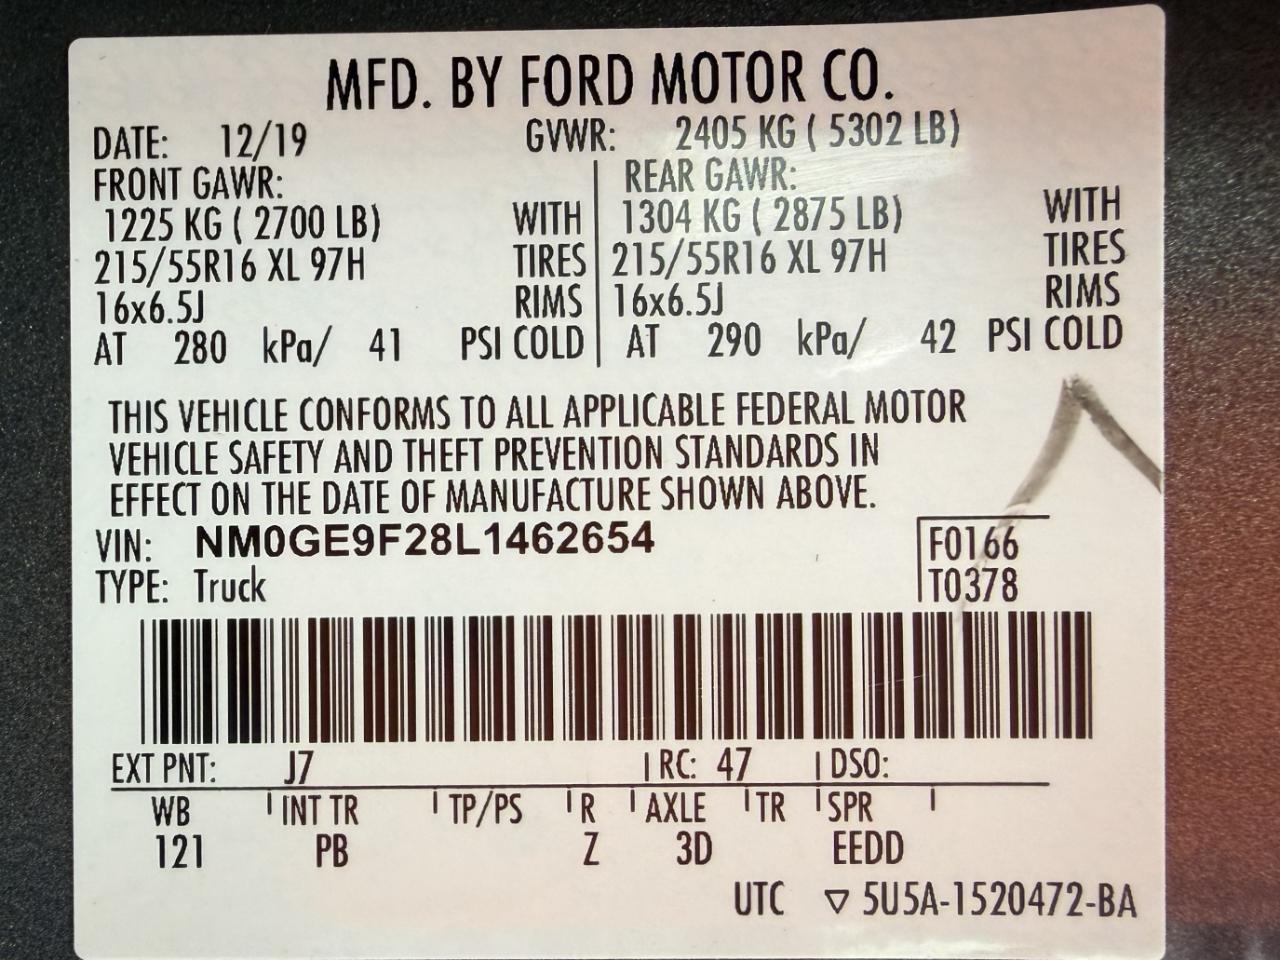 MFD. BY FORD MOTOR CO.
DATE: 12/19 GVWR: 2405 KG ( 5302 LB)
FRONT GAWR: REAR GAWR:
1225 KG ( 2700 LB) WITH 1304 KG ( 2875 LB) WITH
215/55R16 XL 97H TIRES 215/55R16 XL 97H TIRES
16x6.5J RIMS 16x6.5J RIMS
AT 280 kPa/ 41 PSI COLD AT 290 kPa/ 42 PSI COLD
THIS VEHICLE CONFORMS TO ALL APPLICABLE FEDERAL MOTOR
VEHICLE SAFETY AND THEFT PREVENTION STANDARDS IN
EFFECT ON THE DATE OF MANUFACTURE SHOWN ABOVE.
VIN: NM0GE9F28L1462654 F0166
TYPE: Truck T0378
EXT PNT: J7 RC: 47 DSO:
WB INT TR TP/PS R AXLE TR SPR
121 PB Z 3D EEDD
UTC ▽ 5U5A-1520472-BA